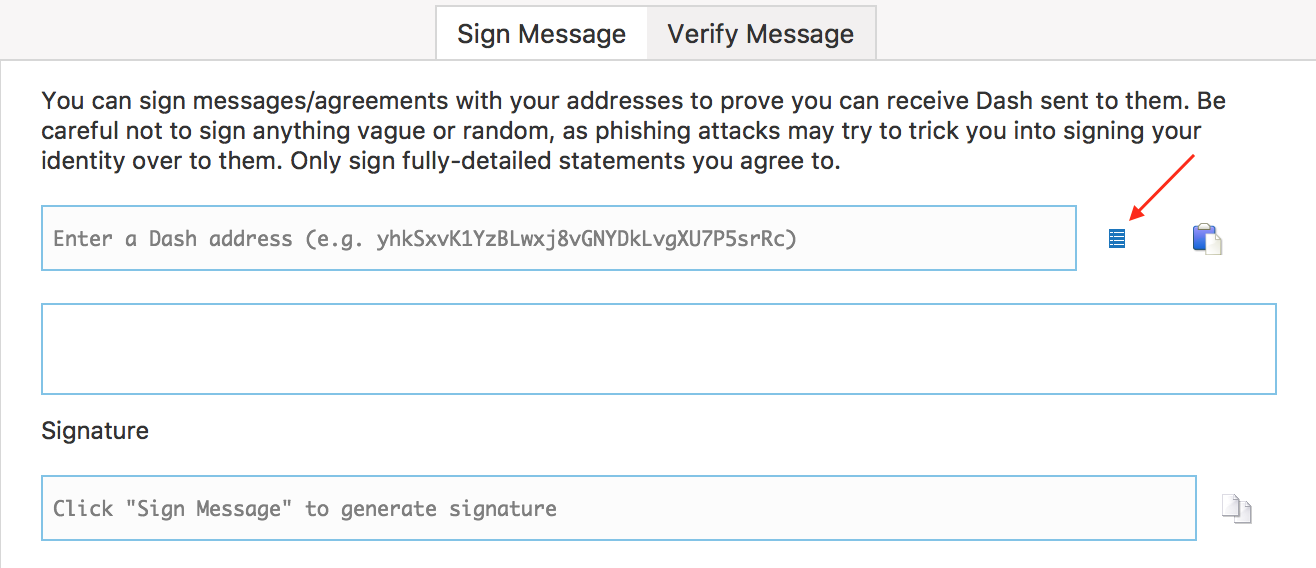 Sign Message
Verify Message
You can sign messages/agreements with your addresses to prove you can receive Dash sent to them. Be
careful not to sign anything vague or random, as phishing attacks may try to trick you into signing your
identity over to them. Only sign fully-detailed statements you agree to.
Enter a Dash address (e.g. yhkSxvK1YzBLwxj8vGNYDkLvgXU7P5srRc)
Signature
Click "Sign Message" to generate signature